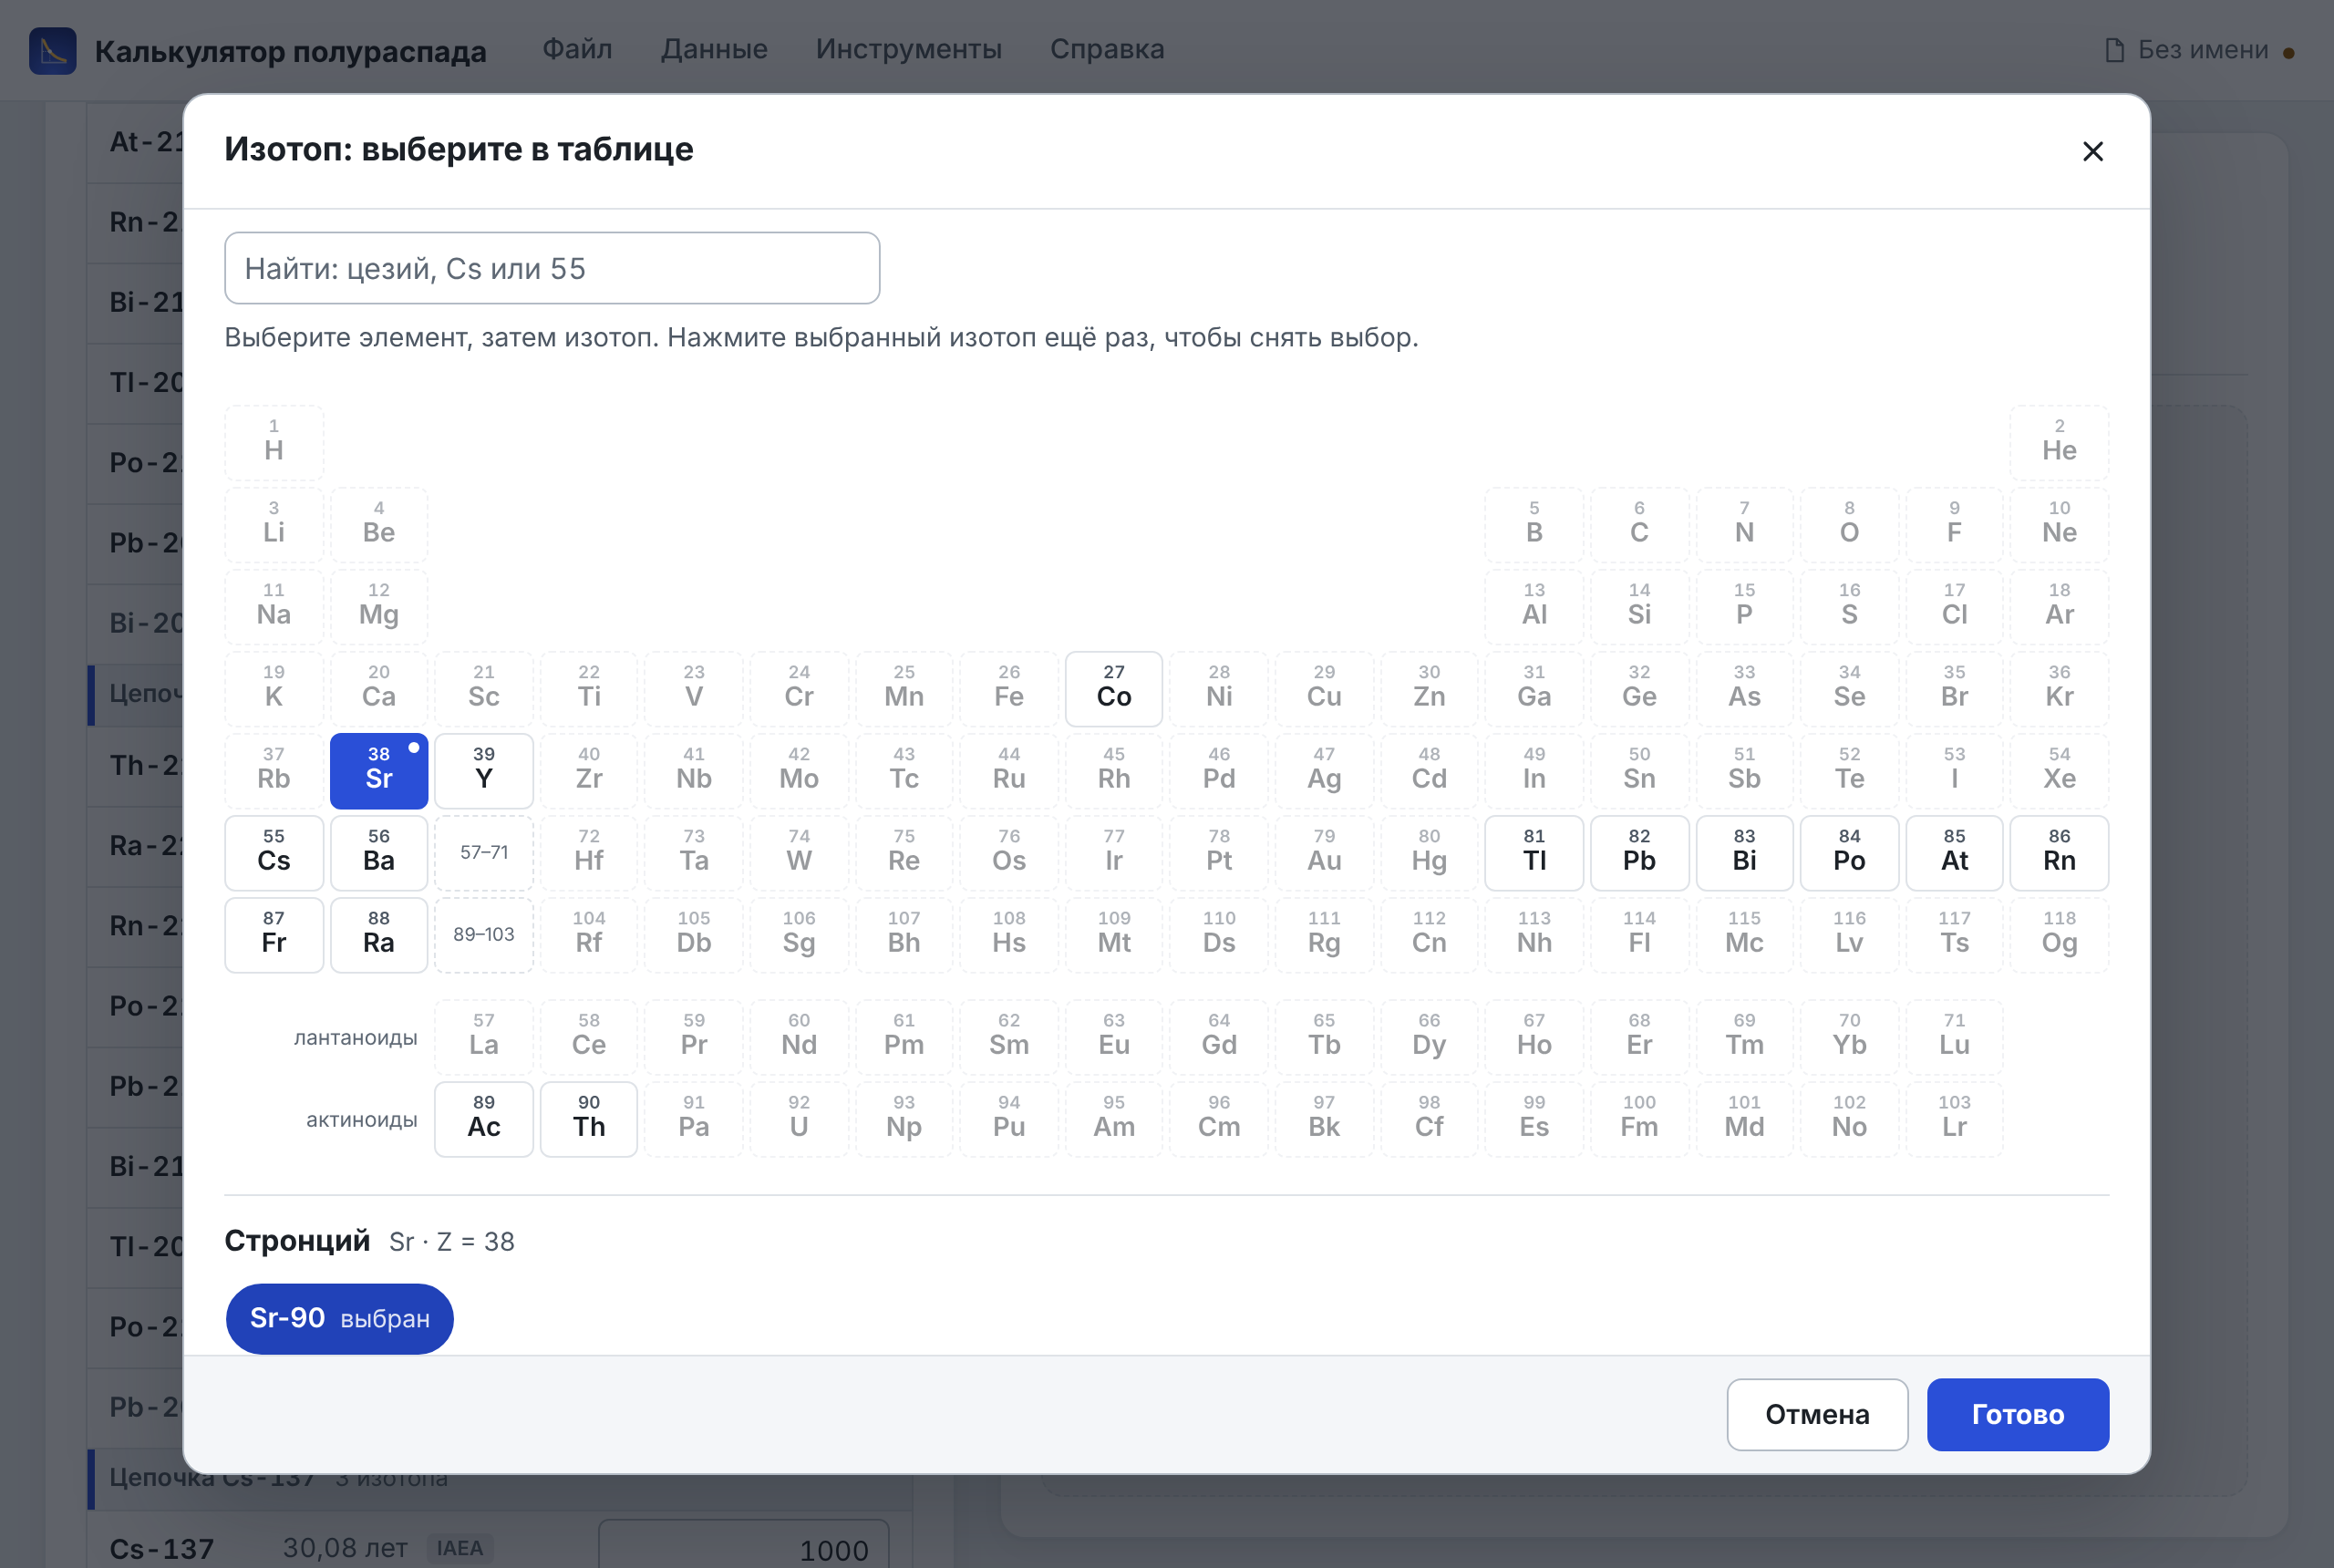 Калькулятор полураспада Файл Данные Инструменты Справка Без имени
Изотоп: выберите в таблице
Найти: цезий, Cs или 55
Выберите элемент, затем изотоп. Нажмите выбранный изотоп ещё раз, чтобы снять выбор.
1 2
H He
3 4 5 6 7 8 9 10
Li Be B C N O F Ne
11 12 13 14 15 16 17 18
Na Mg Al Si P S Cl Ar
19 20 21 22 23 24 25 26 27 28 29 30 31 32 33 34 35 36
K Ca Sc Ti V Cr Mn Fe Co Ni Cu Zn Ga Ge As Se Br Kr
37 38 39 40 41 42 43 44 45 46 47 48 49 50 51 52 53 54
Rb Sr Y Zr Nb Mo Tc Ru Rh Pd Ag Cd In Sn Sb Te I Xe
55 56 57–71 72 73 74 75 76 77 78 79 80 81 82 83 84 85 86
Cs Ba Hf Ta W Re Os Ir Pt Au Hg Tl Pb Bi Po At Rn
87 88 89–103 104 105 106 107 108 109 110 111 112 113 114 115 116 117 118
Fr Ra Rf Db Sg Bh Hs Mt Ds Rg Cn Nh Fl Mc Lv Ts Og
57 58 59 60 61 62 63 64 65 66 67 68 69 70 71
лантаноиды La Ce Pr Nd Pm Sm Eu Gd Tb Dy Ho Er Tm Yb Lu
89 90 91 92 93 94 95 96 97 98 99 100 101 102 103
актиноиды Ac Th Pa U Np Pu Am Cm Bk Cf Es Fm Md No Lr
Стронций Sr · Z = 38
Sr-90 выбран
Отмена Готово
Цепочка Cs-137 3 изотопа
Cs-137 30,08 лет IAEA 1000